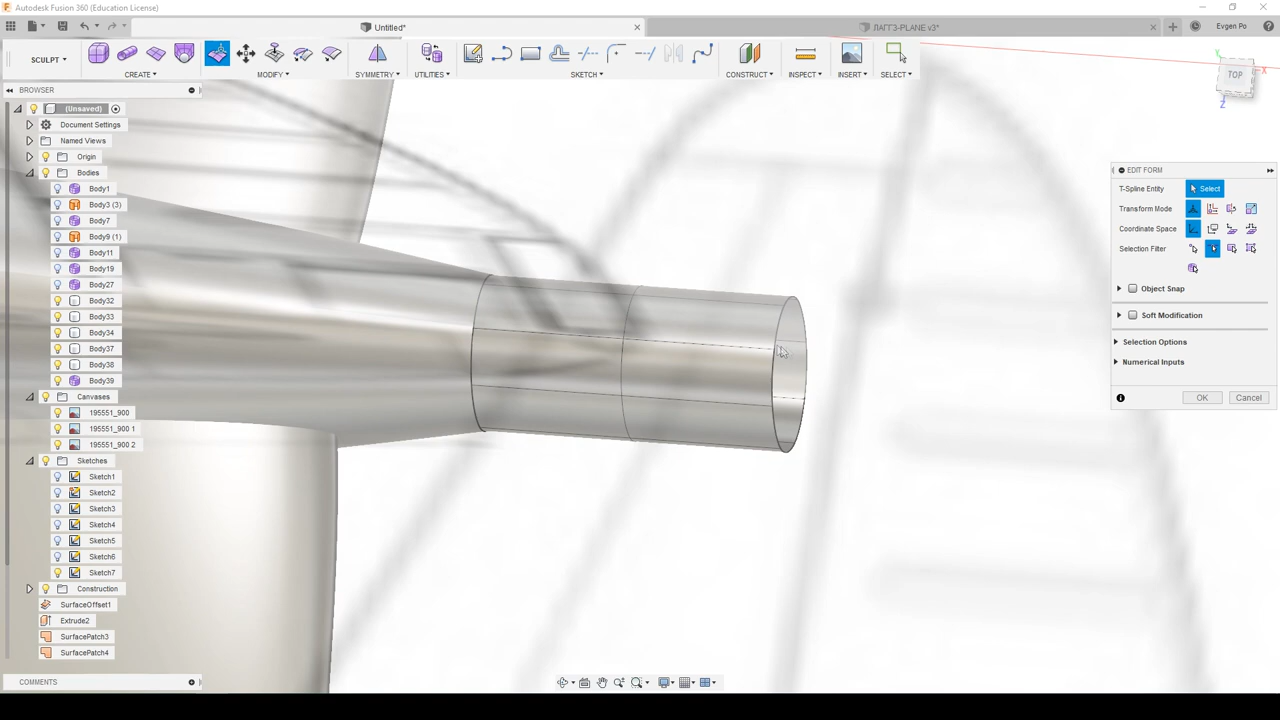 Autodesk Fusion 360 (Education License)
Untitled*
ЛАГГЗ-PLANE v3*
Evgen Po
SCULPT
CREATE
MODIFY
SYMMETRY
UTILITIES
SKETCH
CONSTRUCT
INSPECT
INSERT
SELECT
BROWSER
(Unsaved)
Document Settings
Named Views
Origin
Bodies
Body1
Body3 (3)
Body7
Body9 (1)
Body11
Body19
Body27
Body32
Body33
Body34
Body37
Body38
Body39
Canvases
195551_900
195551_900 1
195551_900 2
Sketches
Sketch1
Sketch2
Sketch3
Sketch4
Sketch5
Sketch6
Sketch7
Construction
SurfaceOffset1
Extrude2
SurfacePatch3
SurfacePatch4
COMMENTS
Y
TOP
X
Z
EDIT FORM
T-Spline Entity Select
Transform Mode
Coordinate Space
Selection Filter
Object Snap
Soft Modification
Selection Options
Numerical Inputs
OK Cancel